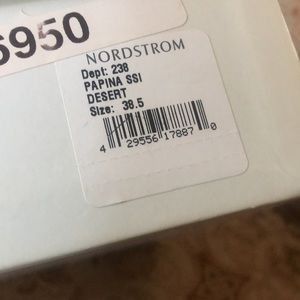 6950
NORDSTROM
Dept: 238
PAPINA SSI
DESERT
Size: 38.5
4 29556 17887 0